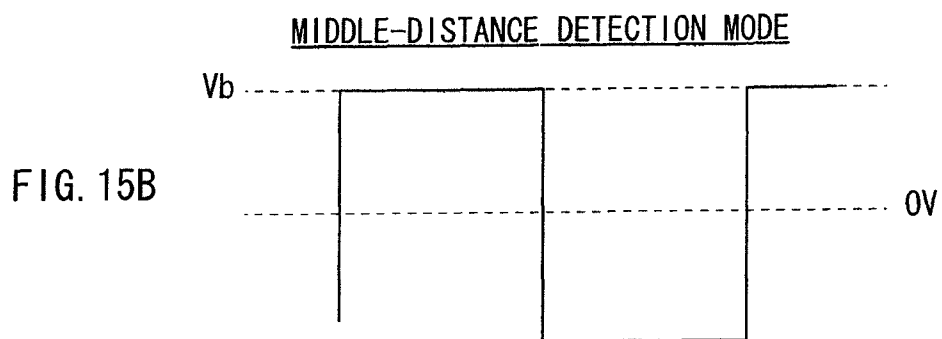 MIDDLE-DISTANCE DETECTION MODE
Vb
FIG. 15B
0V